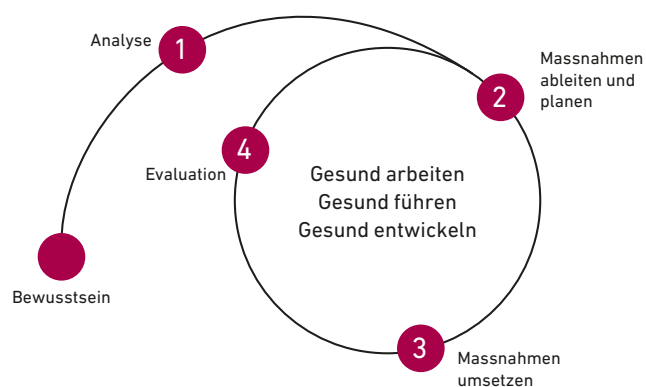 Analyse
1
Massnahmen
ableiten und
planen
2
4
Evaluation
Gesund arbeiten
Gesund führen
Gesund entwickeln
Bewusstsein
3
Massnahmen
umsetzen